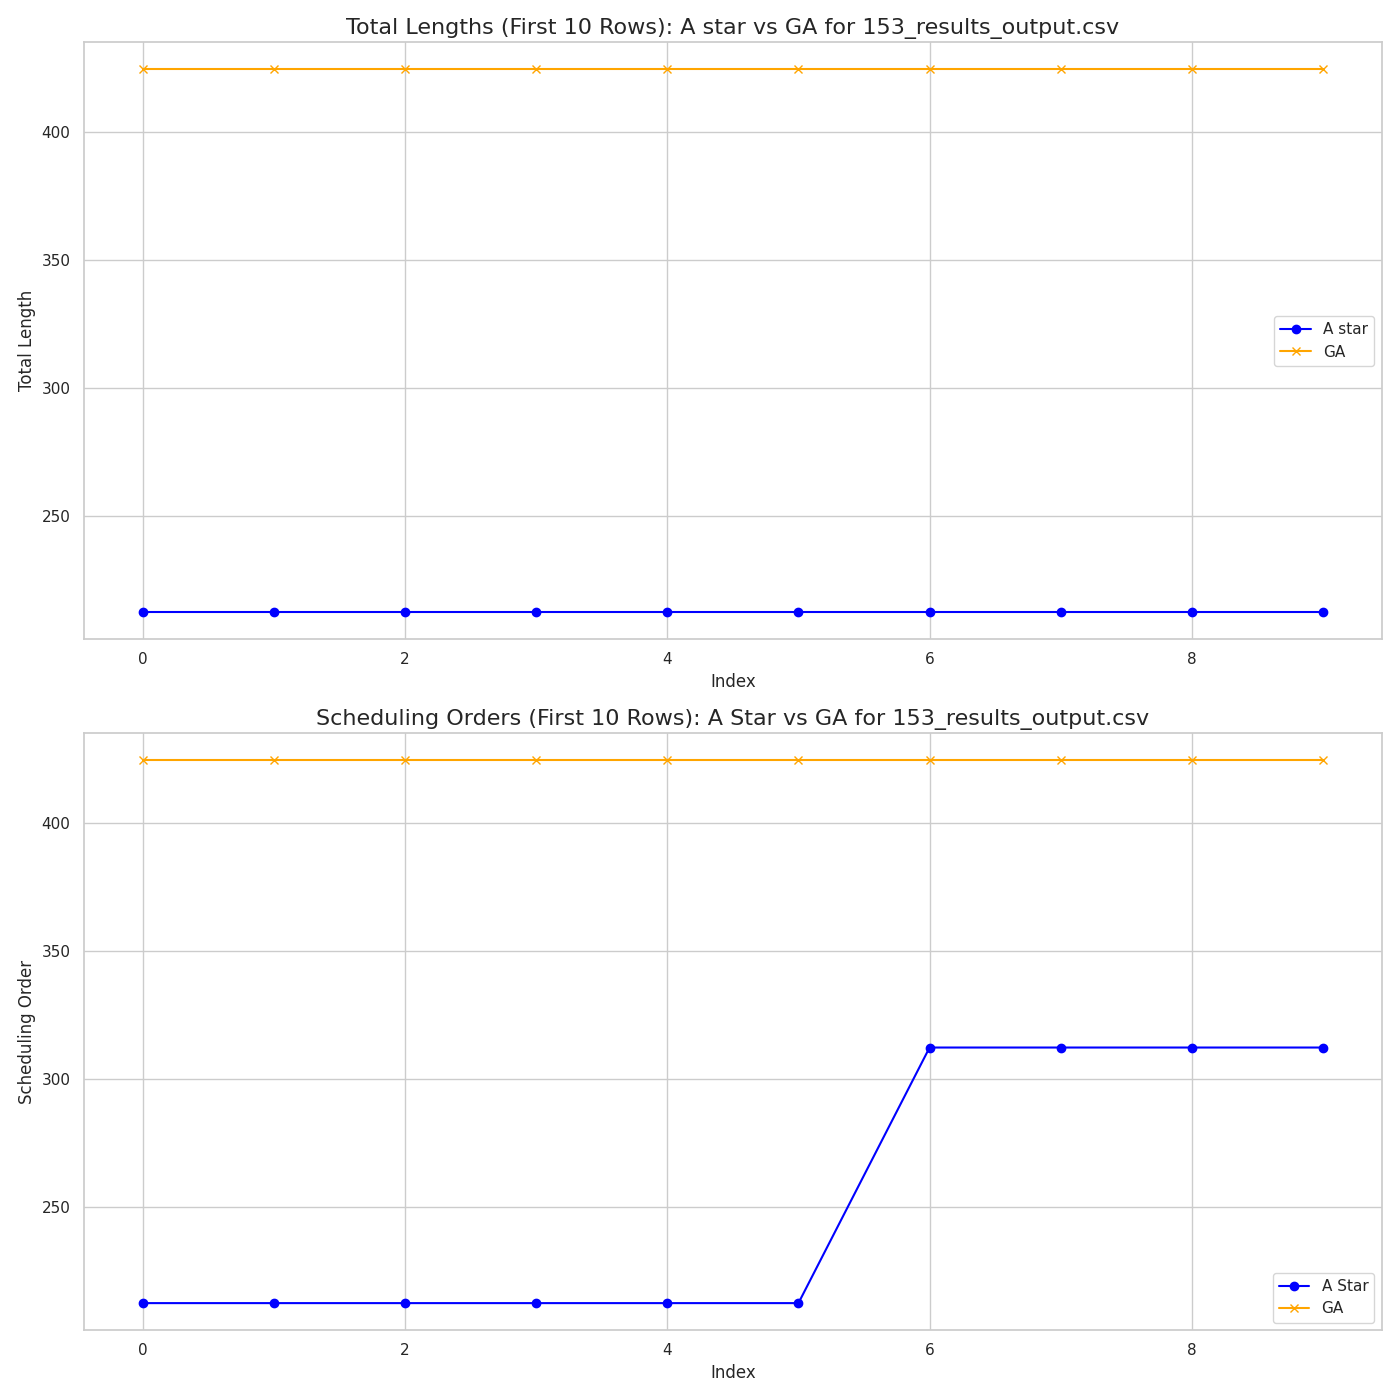 Total Lengths (First 10 Rows): A star vs GA for 153_results_output.csv
400
350
300
250
Total Length
A star
GA
0
2
4
6
8
Index
Scheduling Orders (First 10 Rows): A Star vs GA for 153_results_output.csv
400
350
300
250
Scheduling Order
A Star
GA
0
2
4
6
8
Index